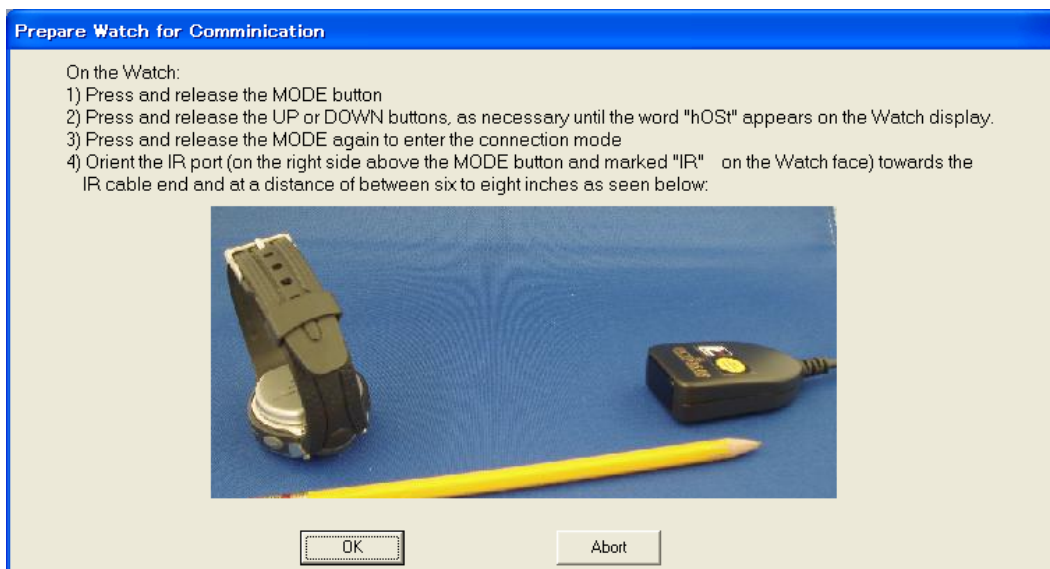 Prepare Watch for Comminication
On the Watch:
1) Press and release the MODE button
2) Press and release the UP or DOWN buttons, as necessary until the word "hOSt" appears on the Watch display.
3) Press and release the MODE again to enter the connection mode
4) Orient the IR port (on the right side above the MODE button and marked "IR" on the Watch face) towards the
IR cable end and at a distance of between six to eight inches as seen below:
OK Abort